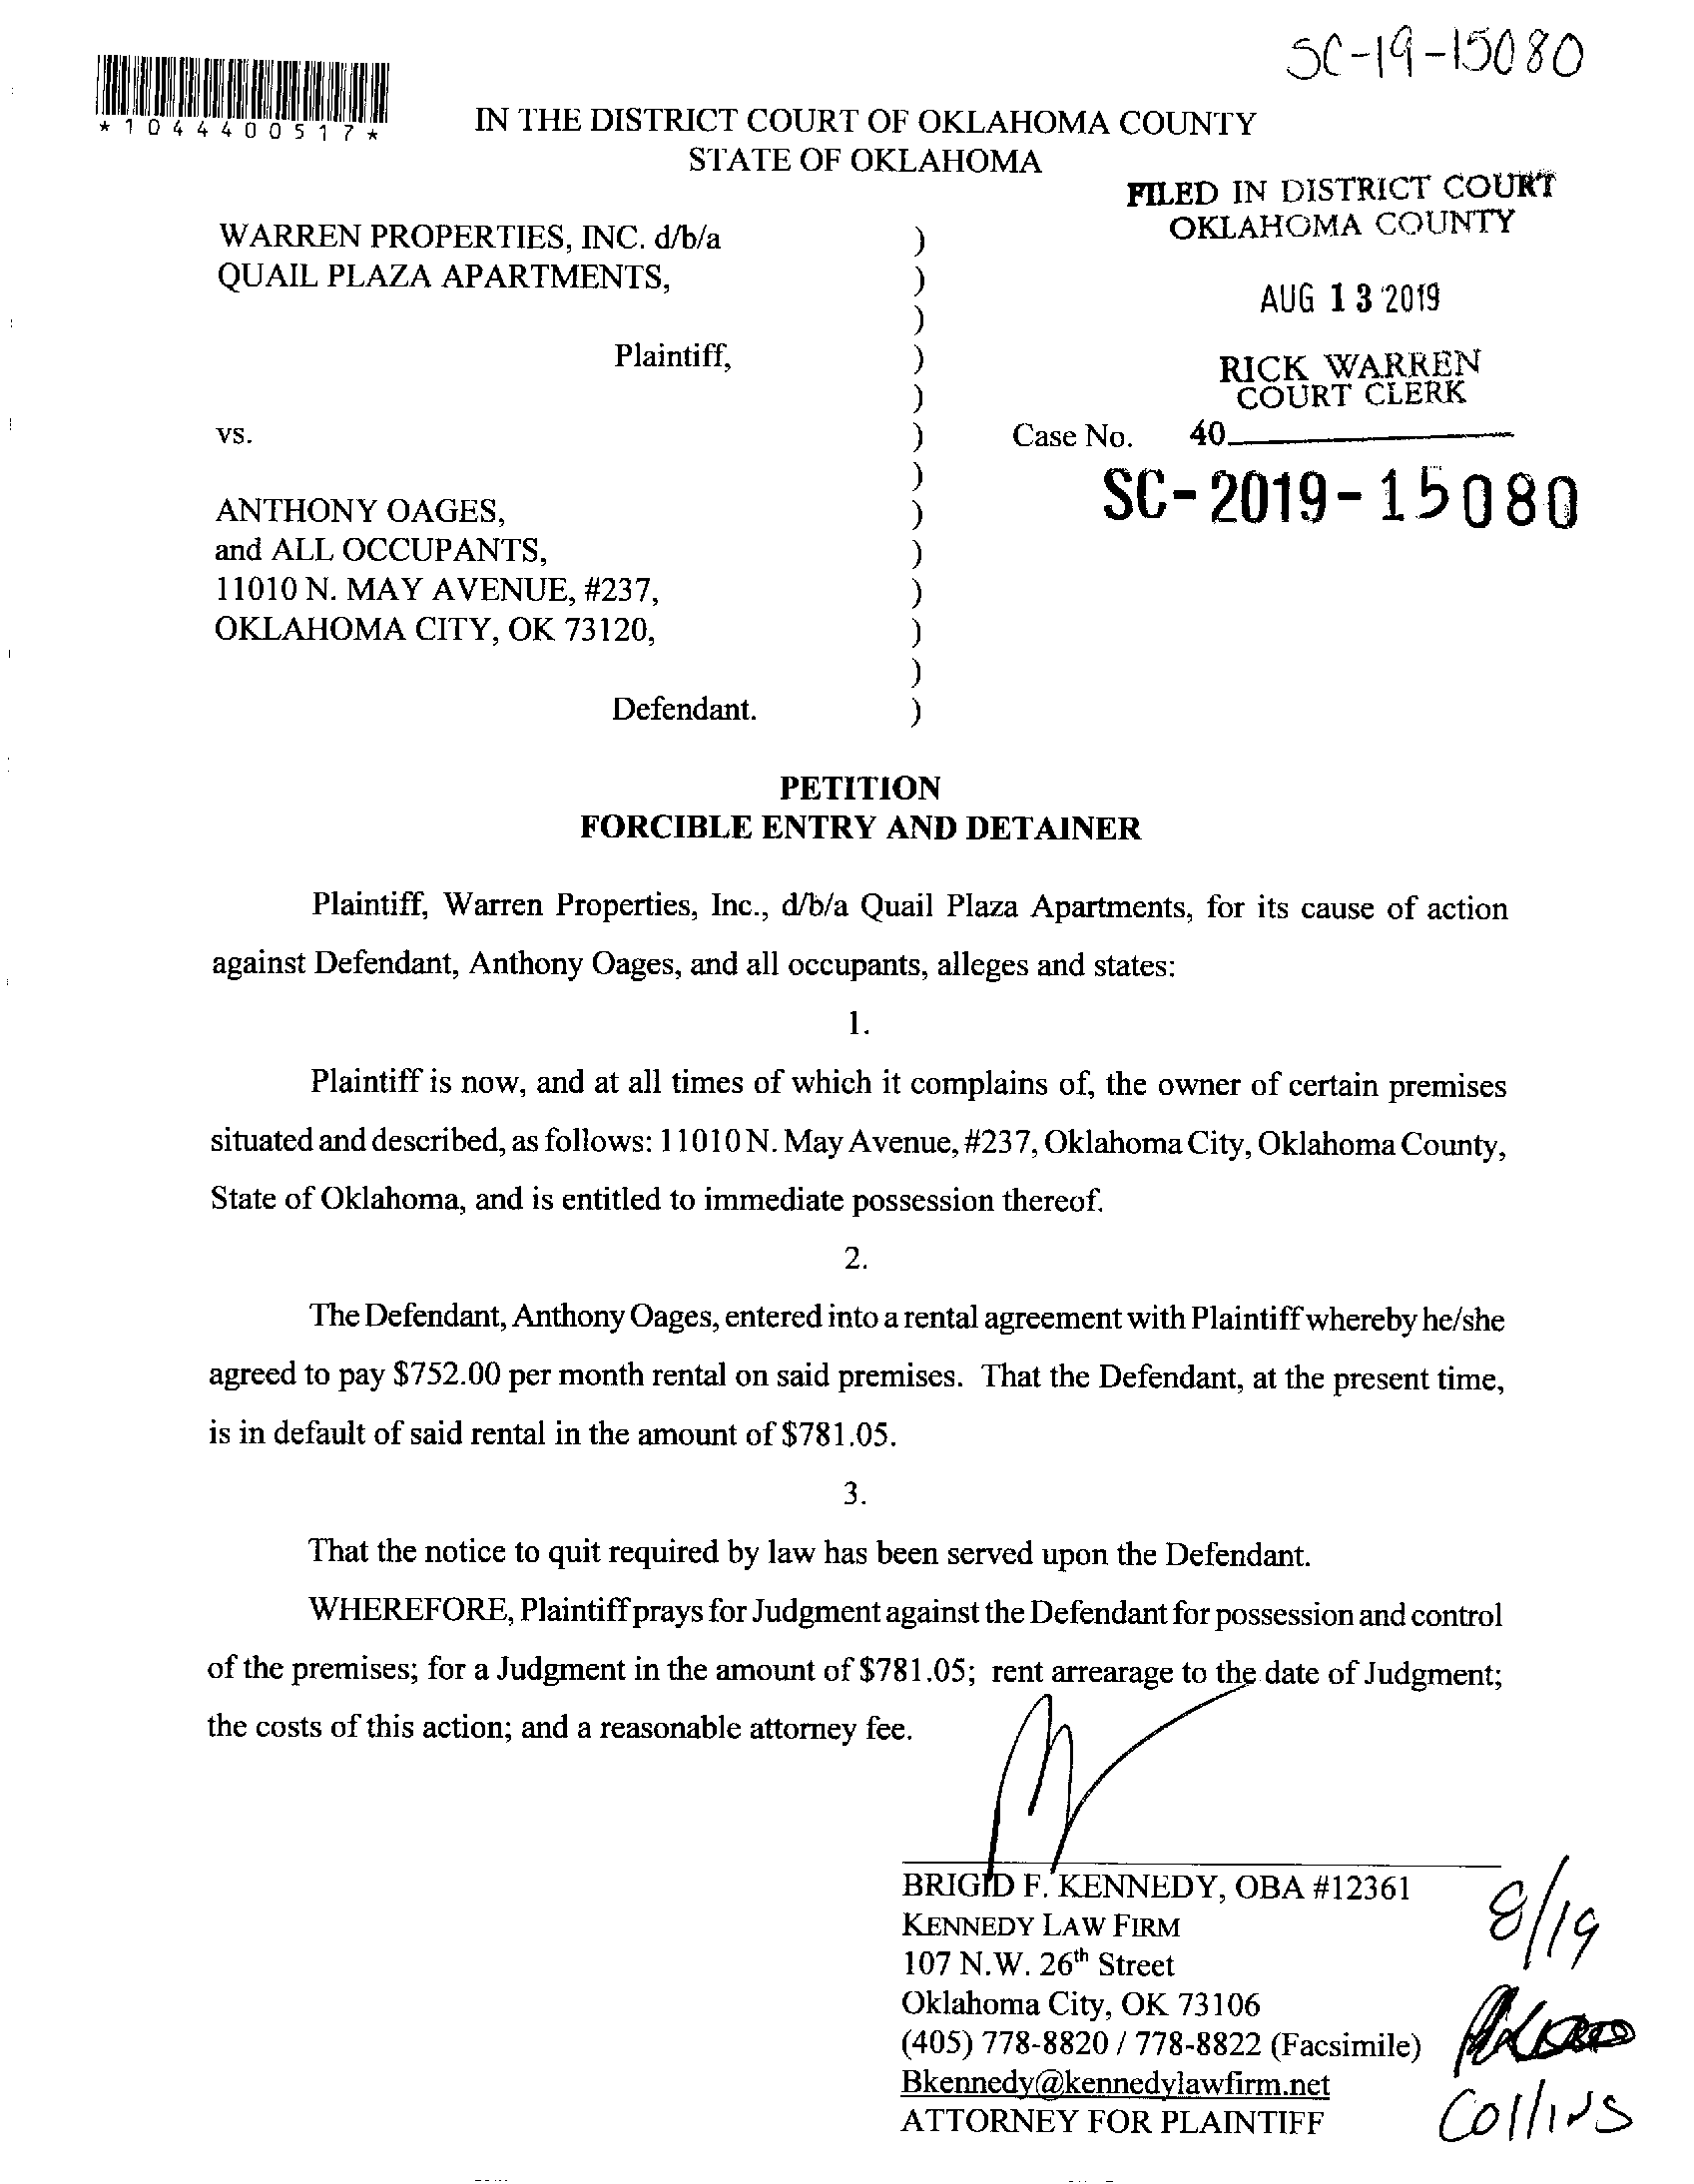 SC-19-15080
*1044400517*
IN THE DISTRICT COURT OF OKLAHOMA COUNTY
STATE OF OKLAHOMA
FILED IN DISTRICT COURT
OKLAHOMA COUNTY
AUG 13 2019
RICK WARREN
COURT CLERK
40
WARREN PROPERTIES, INC. d/b/a )
QUAIL PLAZA APARTMENTS, )
)
Plaintiff, )
)
vs. ) Case No.
)
SC-2019-15080
ANTHONY OAGES, )
and ALL OCCUPANTS, )
11010 N. MAY AVENUE, #237, )
OKLAHOMA CITY, OK 73120, )
)
Defendant. )
PETITION
FORCIBLE ENTRY AND DETAINER
Plaintiff, Warren Properties, Inc., d/b/a Quail Plaza Apartments, for its cause of action
against Defendant, Anthony Oages, and all occupants, alleges and states:
1.
Plaintiff is now, and at all times of which it complains of, the owner of certain premises
situated and described, as follows: 11010 N. May Avenue, #237, Oklahoma City, Oklahoma County,
State of Oklahoma, and is entitled to immediate possession thereof.
2.
The Defendant, Anthony Oages, entered into a rental agreement with Plaintiff whereby he/she
agreed to pay $752.00 per month rental on said premises. That the Defendant, at the present time,
is in default of said rental in the amount of $781.05.
3.
That the notice to quit required by law has been served upon the Defendant.
WHEREFORE, Plaintiff prays for Judgment against the Defendant for possession and control
of the premises; for a Judgment in the amount of $781.05; rent arrearage to the date of Judgment;
the costs of this action; and a reasonable attorney fee.
BRIGID F. KENNEDY, OBA #12361
KENNEDY LAW FIRM
107 N.W. 26th Street
Oklahoma City, OK 73106
(405) 778-8820 / 778-8822 (Facsimile)
Bkennedy@kennedylawfirm.net
ATTORNEY FOR PLAINTIFF
8/19
Collins